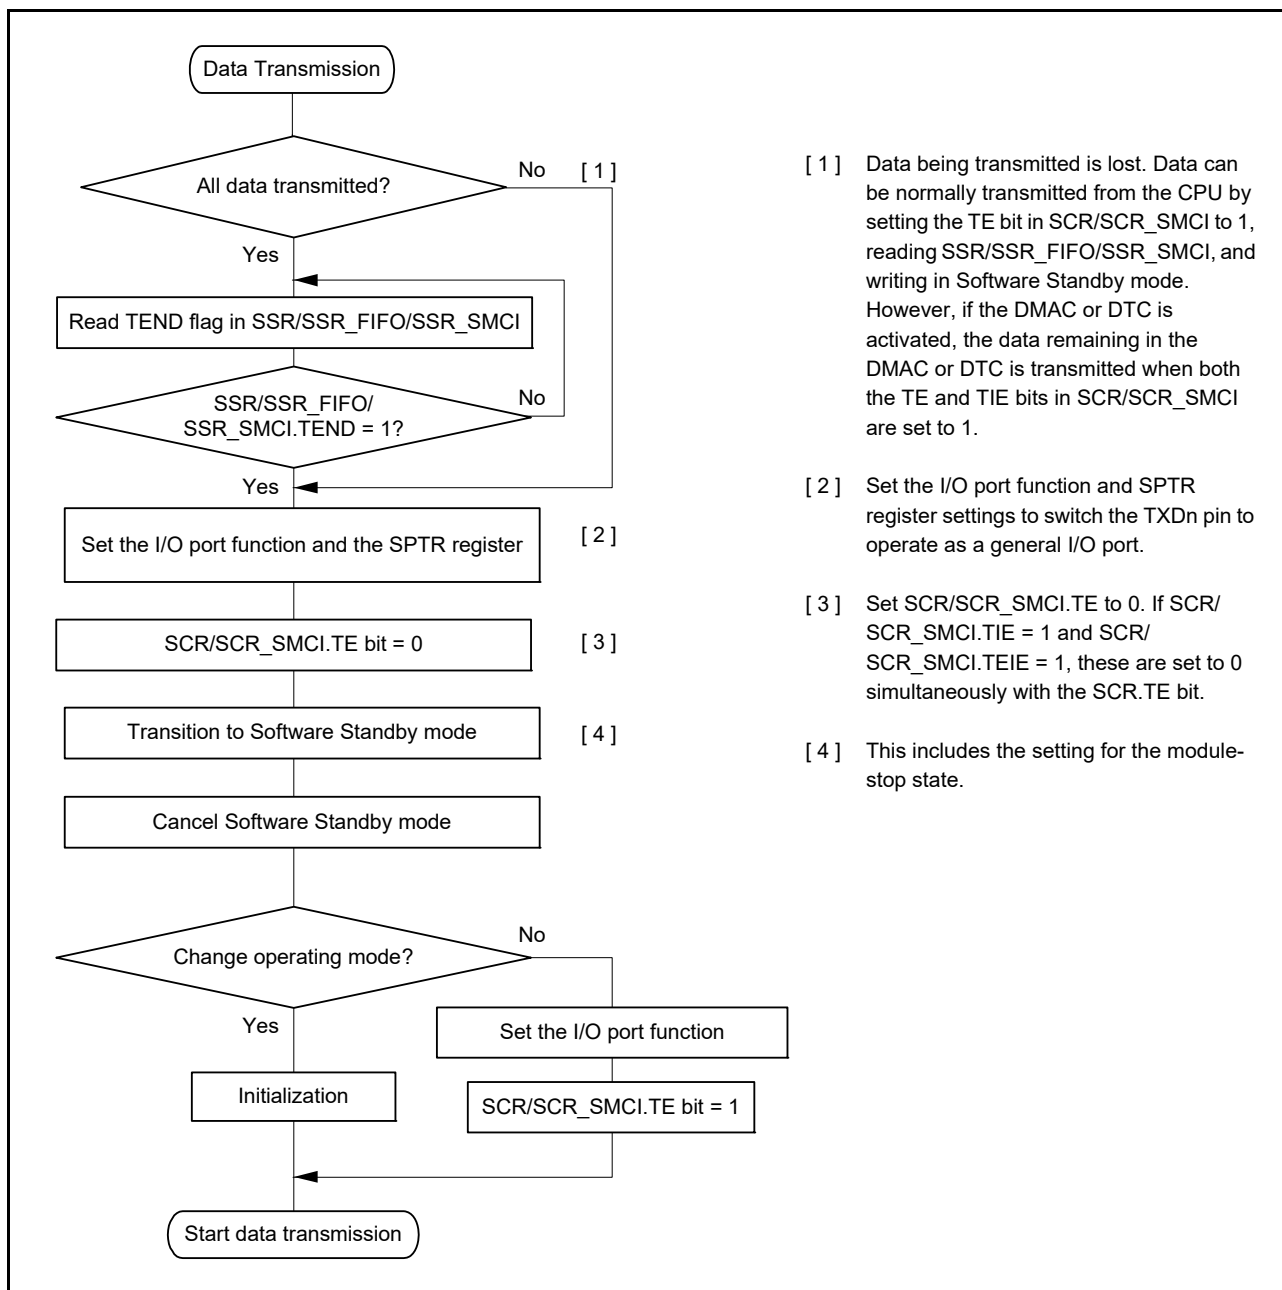 Data Transmission
All data transmitted?
No
[ 1 ]
Yes
Read TEND flag in SSR/SSR_FIFO/SSR_SMCI
SSR/SSR_FIFO/
SSR_SMCI.TEND = 1?
No
Yes
Set the I/O port function and the SPTR register
[ 2 ]
SCR/SCR_SMCI.TE bit = 0
[ 3 ]
Transition to Software Standby mode
[ 4 ]
Cancel Software Standby mode
Change operating mode?
No
Yes
Set the I/O port function
Initialization
SCR/SCR_SMCI.TE bit = 1
Start data transmission
[ 1 ] Data being transmitted is lost. Data can
be normally transmitted from the CPU by
setting the TE bit in SCR/SCR_SMCI to 1,
reading SSR/SSR_FIFO/SSR_SMCI, and
writing in Software Standby mode.
However, if the DMAC or DTC is
activated, the data remaining in the
DMAC or DTC is transmitted when both
the TE and TIE bits in SCR/SCR_SMCI
are set to 1.
[ 2 ] Set the I/O port function and SPTR
register settings to switch the TXDn pin to
operate as a general I/O port.
[ 3 ] Set SCR/SCR_SMCI.TE to 0. If SCR/
SCR_SMCI.TIE = 1 and SCR/
SCR_SMCI.TEIE = 1, these are set to 0
simultaneously with the SCR.TE bit.
[ 4 ] This includes the setting for the module-
stop state.